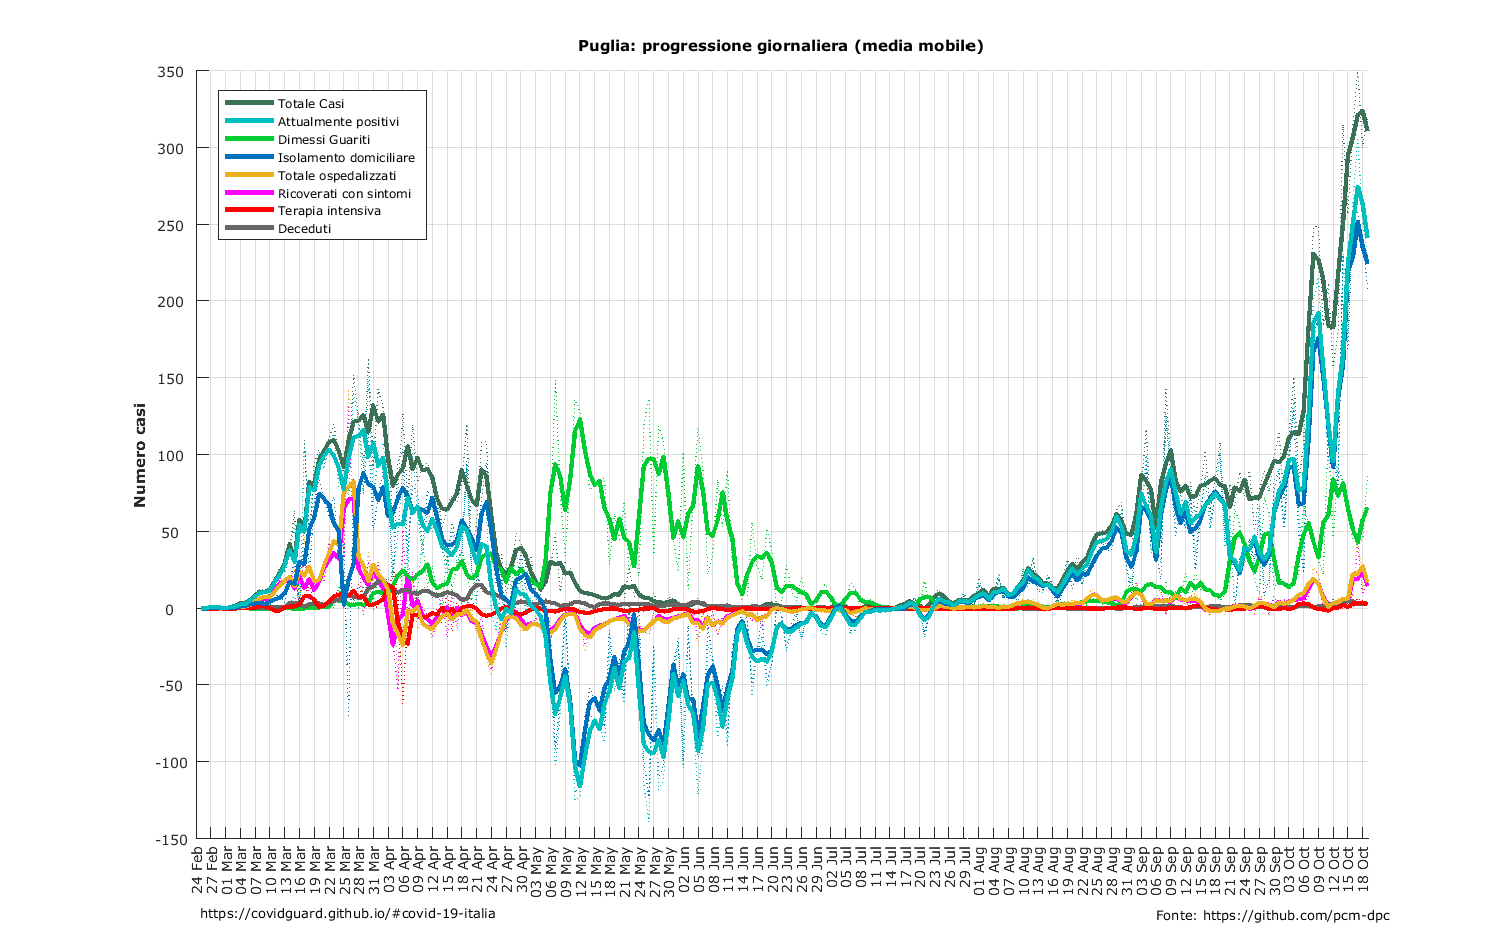 Puglia: progressione giornaliera (media mobile)
Numero casi
350
300
250
200
150
100
50
0
-50
-100
-150
Totale Casi
Attualmente positivi
Dimessi Guariti
Isolamento domiciliare
Totale ospedalizzati
Ricoverati con sintomi
Terapia intensiva
Deceduti
24 Feb
27 Feb
01 Mar
04 Mar
07 Mar
10 Mar
13 Mar
16 Mar
19 Mar
22 Mar
25 Mar
28 Mar
31 Mar
03 Apr
06 Apr
09 Apr
12 Apr
15 Apr
18 Apr
21 Apr
24 Apr
27 Apr
30 Apr
03 May
06 May
09 May
12 May
15 May
18 May
21 May
24 May
27 May
30 May
02 Jun
05 Jun
08 Jun
11 Jun
14 Jun
17 Jun
20 Jun
23 Jun
26 Jun
29 Jun
02 Jul
05 Jul
08 Jul
11 Jul
14 Jul
17 Jul
20 Jul
23 Jul
26 Jul
29 Jul
01 Aug
04 Aug
07 Aug
10 Aug
13 Aug
16 Aug
19 Aug
22 Aug
25 Aug
28 Aug
31 Aug
03 Sep
06 Sep
09 Sep
12 Sep
15 Sep
18 Sep
21 Sep
24 Sep
27 Sep
30 Sep
03 Oct
06 Oct
09 Oct
12 Oct
15 Oct
18 Oct
https://covidguard.github.io/#covid-19-italia
Fonte: https://github.com/pcm-dpc